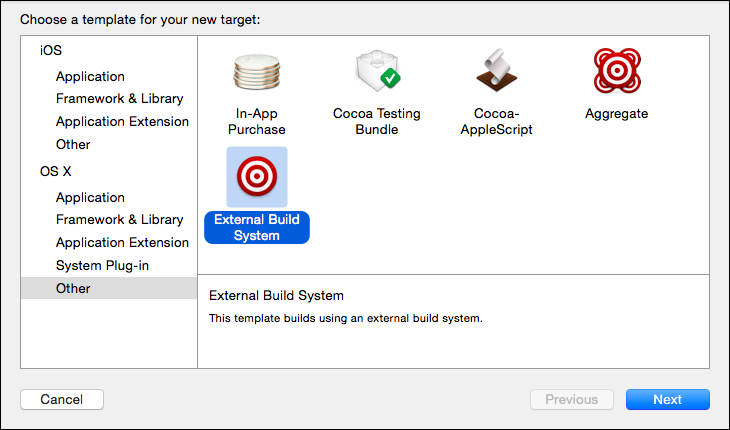 Choose a template for your new target:
iOS
Application
Framework & Library
Application Extension
Other
OS X
Application
Framework & Library
Application Extension
System Plug-in
Other
In-App
Purchase
Cocoa Testing
Bundle
Cocoa-
AppleScript
Aggregate
External Build
System
External Build System
This template builds using an external build system.
Cancel
Previous
Next